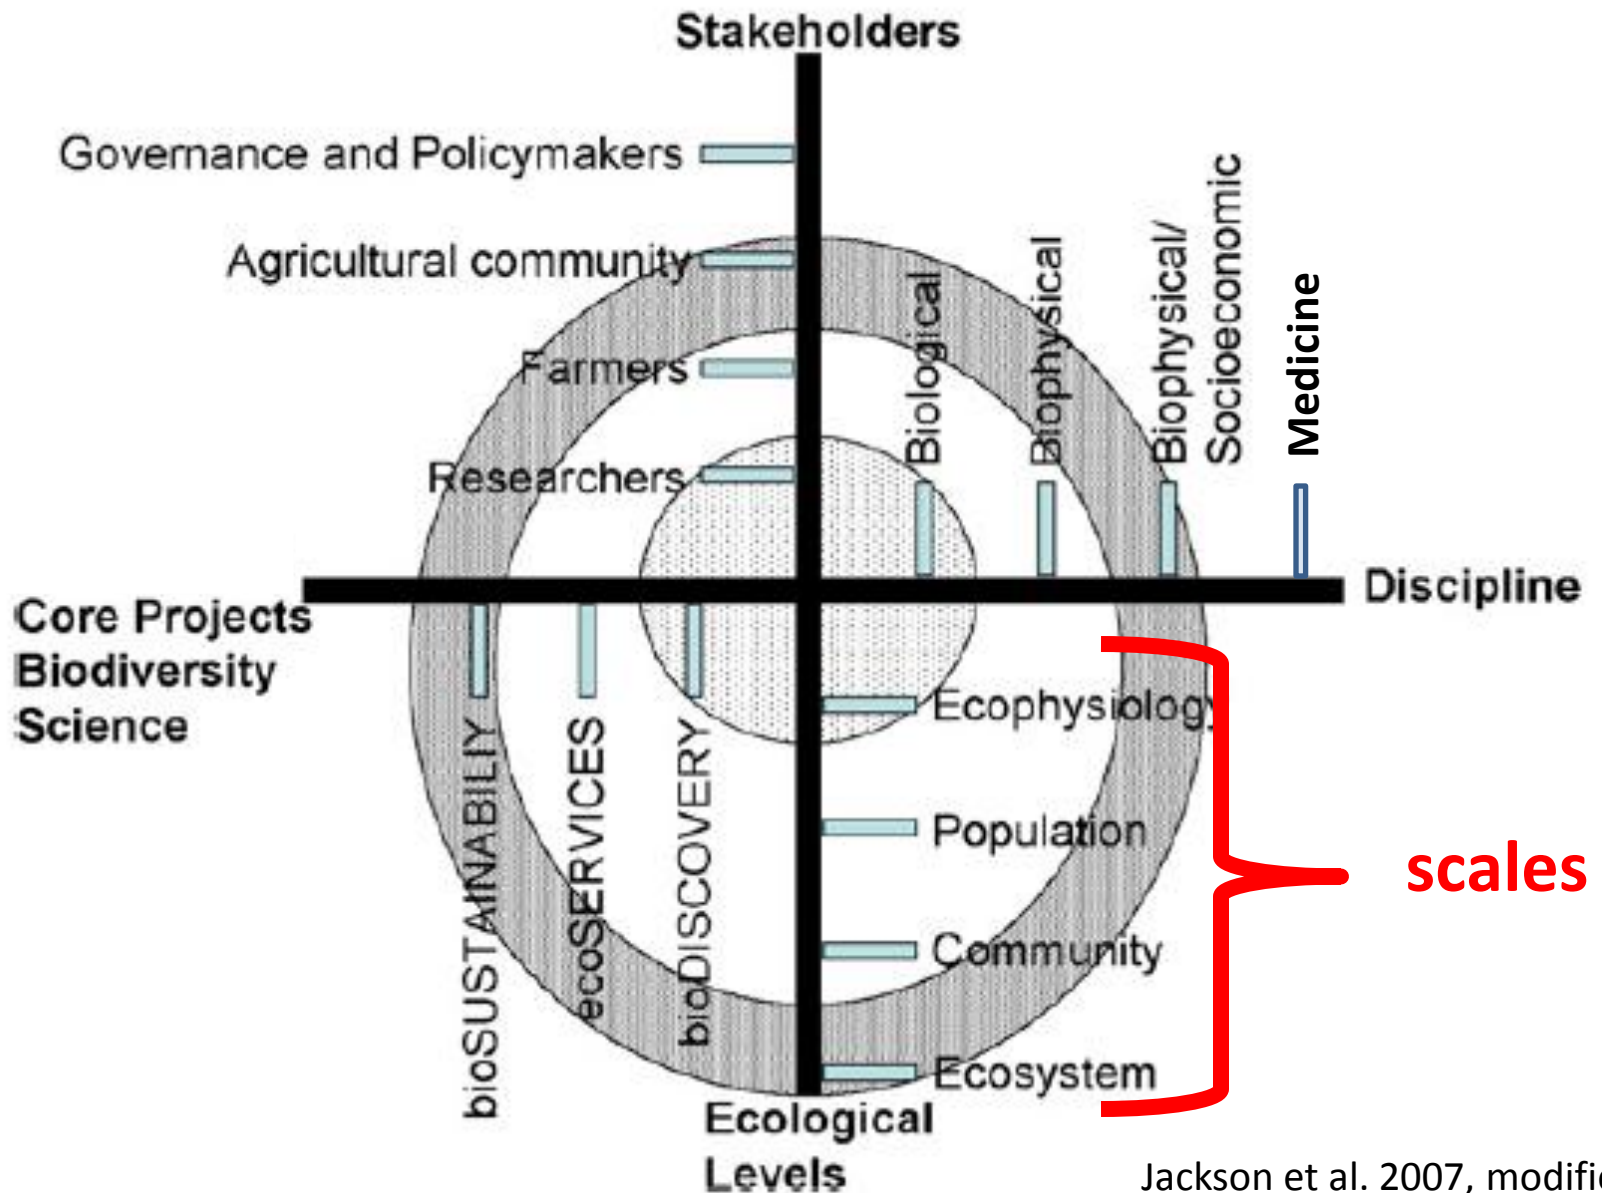 Stakeholders
Governance and Policymakers
Agricultural community
Farmers
Researchers
Biological
Biophysical
Biophysical/
Socioeconomic
Medicine
Discipline
Core Projects
Biodiversity
Science
bioSUSTAINABILIY
ecoSERVICES
bioDISCOVERY
Ecophysiology
Population
Community
Ecosystem
scales
Ecological
Levels
Jackson et al. 2007, modifie